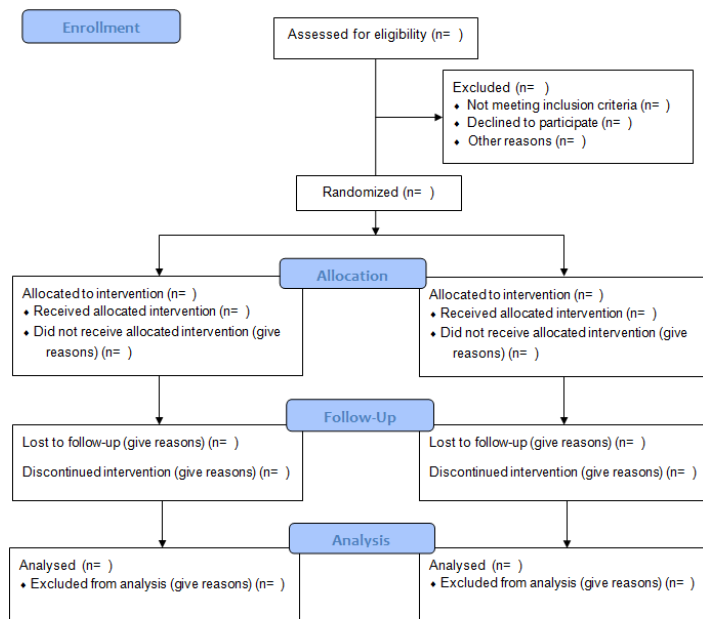 Enrollment
Assessed for eligibility (n= )
Excluded (n= )
♦ Not meeting inclusion criteria (n= )
♦ Declined to participate (n= )
♦ Other reasons (n= )
Randomized (n= )
Allocation
Allocated to intervention (n= )
♦ Received allocated intervention (n= )
♦ Did not receive allocated intervention (give
reasons) (n= )
Allocated to intervention (n= )
♦ Received allocated intervention (n= )
♦ Did not receive allocated intervention (give
reasons) (n= )
Follow-Up
Lost to follow-up (give reasons) (n= )
Discontinued intervention (give reasons) (n= )
Lost to follow-up (give reasons) (n= )
Discontinued intervention (give reasons) (n= )
Analysis
Analysed (n= )
♦ Excluded from analysis (give reasons) (n= )
Analysed (n= )
♦ Excluded from analysis (give reasons) (n= )